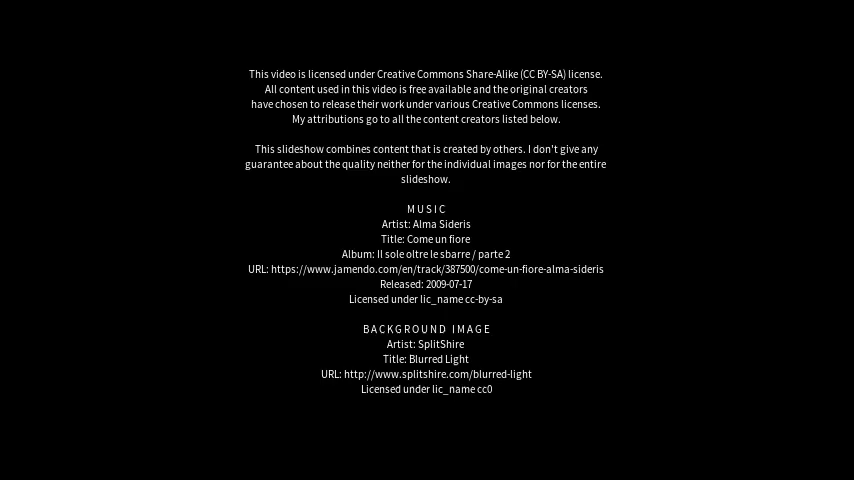 This video is licensed under Creative Commons Share-Alike (CC BY-SA) license.
All content used in this video is free available and the original creators
have chosen to release their work under various Creative Commons licenses.
My attributions go to all the content creators listed below.
This slideshow combines content that is created by others. I don't give any
guarantee about the quality neither for the individual images nor for the entire
slideshow.
MUSIC
Artist: Alma Sideris
Title: Come un fiore
Album: Il sole oltre le sbarre / parte 2
URL: https://www.jamendo.com/en/track/387500/come-un-fiore-alma-sideris
Released: 2009-07-17
Licensed under lic_name cc-by-sa
BACKGROUND IMAGE
Artist: SplitShire
Title: Blurred Light
URL: http://www.splitshire.com/blurred-light
Licensed under lic_name cc0